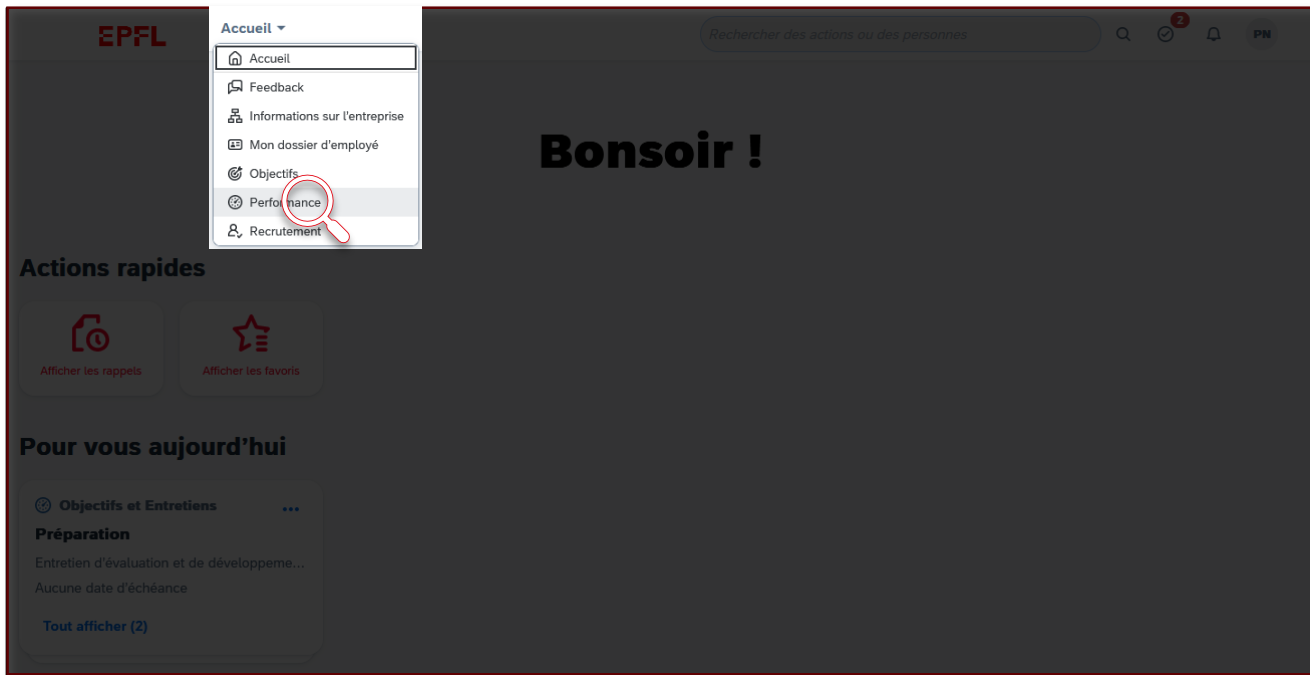 EPFL
Accueil
Rechercher des actions ou des personnes
2
PN
Accueil
Feedback
Informations sur l'entreprise
Mon dossier d'employé
Objectifs
Performance
Recrutement
Bonsoir !
Actions rapides
Afficher les rappels
Afficher les favoris
Pour vous aujourd'hui
Objectifs et Entretiens
Préparation
Entretien d'évaluation et de développeme...
Aucune date d'échéance
Tout afficher (2)